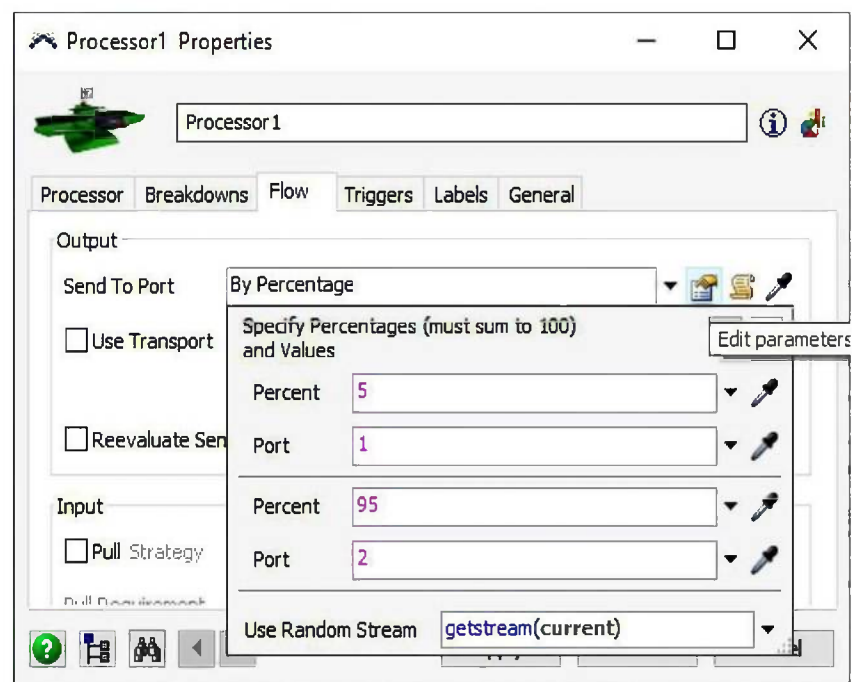 Processor1 Properties
Processor1
Processor Breakdowns Flow Triggers Labels General
Output
Send To Port By Percentage
Specify Percentages (must sum to 100)
and Values
Edit parameters
Use Transport
Percent 5
Reevaluate Sen Port 1
Input Percent 95
Pull Strategy Port 2
Pull Requirement
Use Random Stream getstream(current)